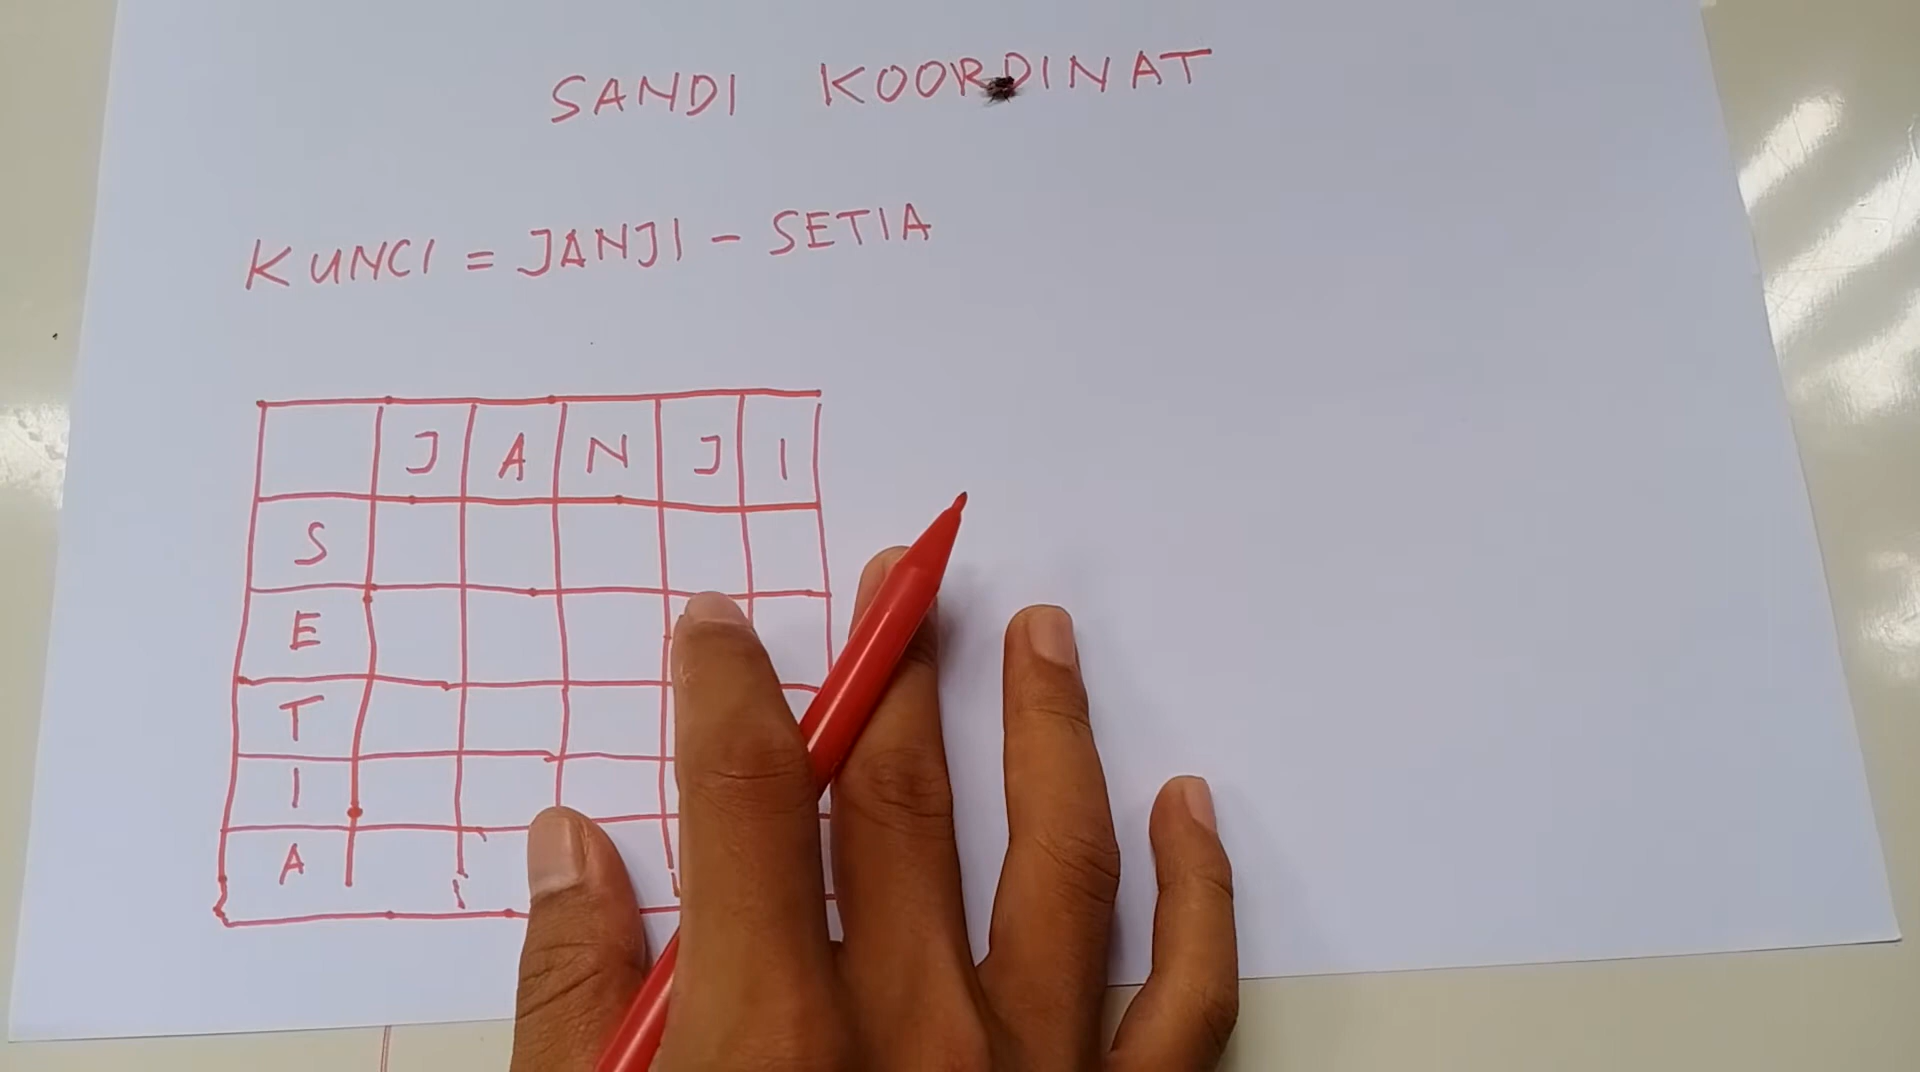 SANDI KOORDINAT
KUNCI = JANJI - SETIA
J A N J I
S
E
T
I
A